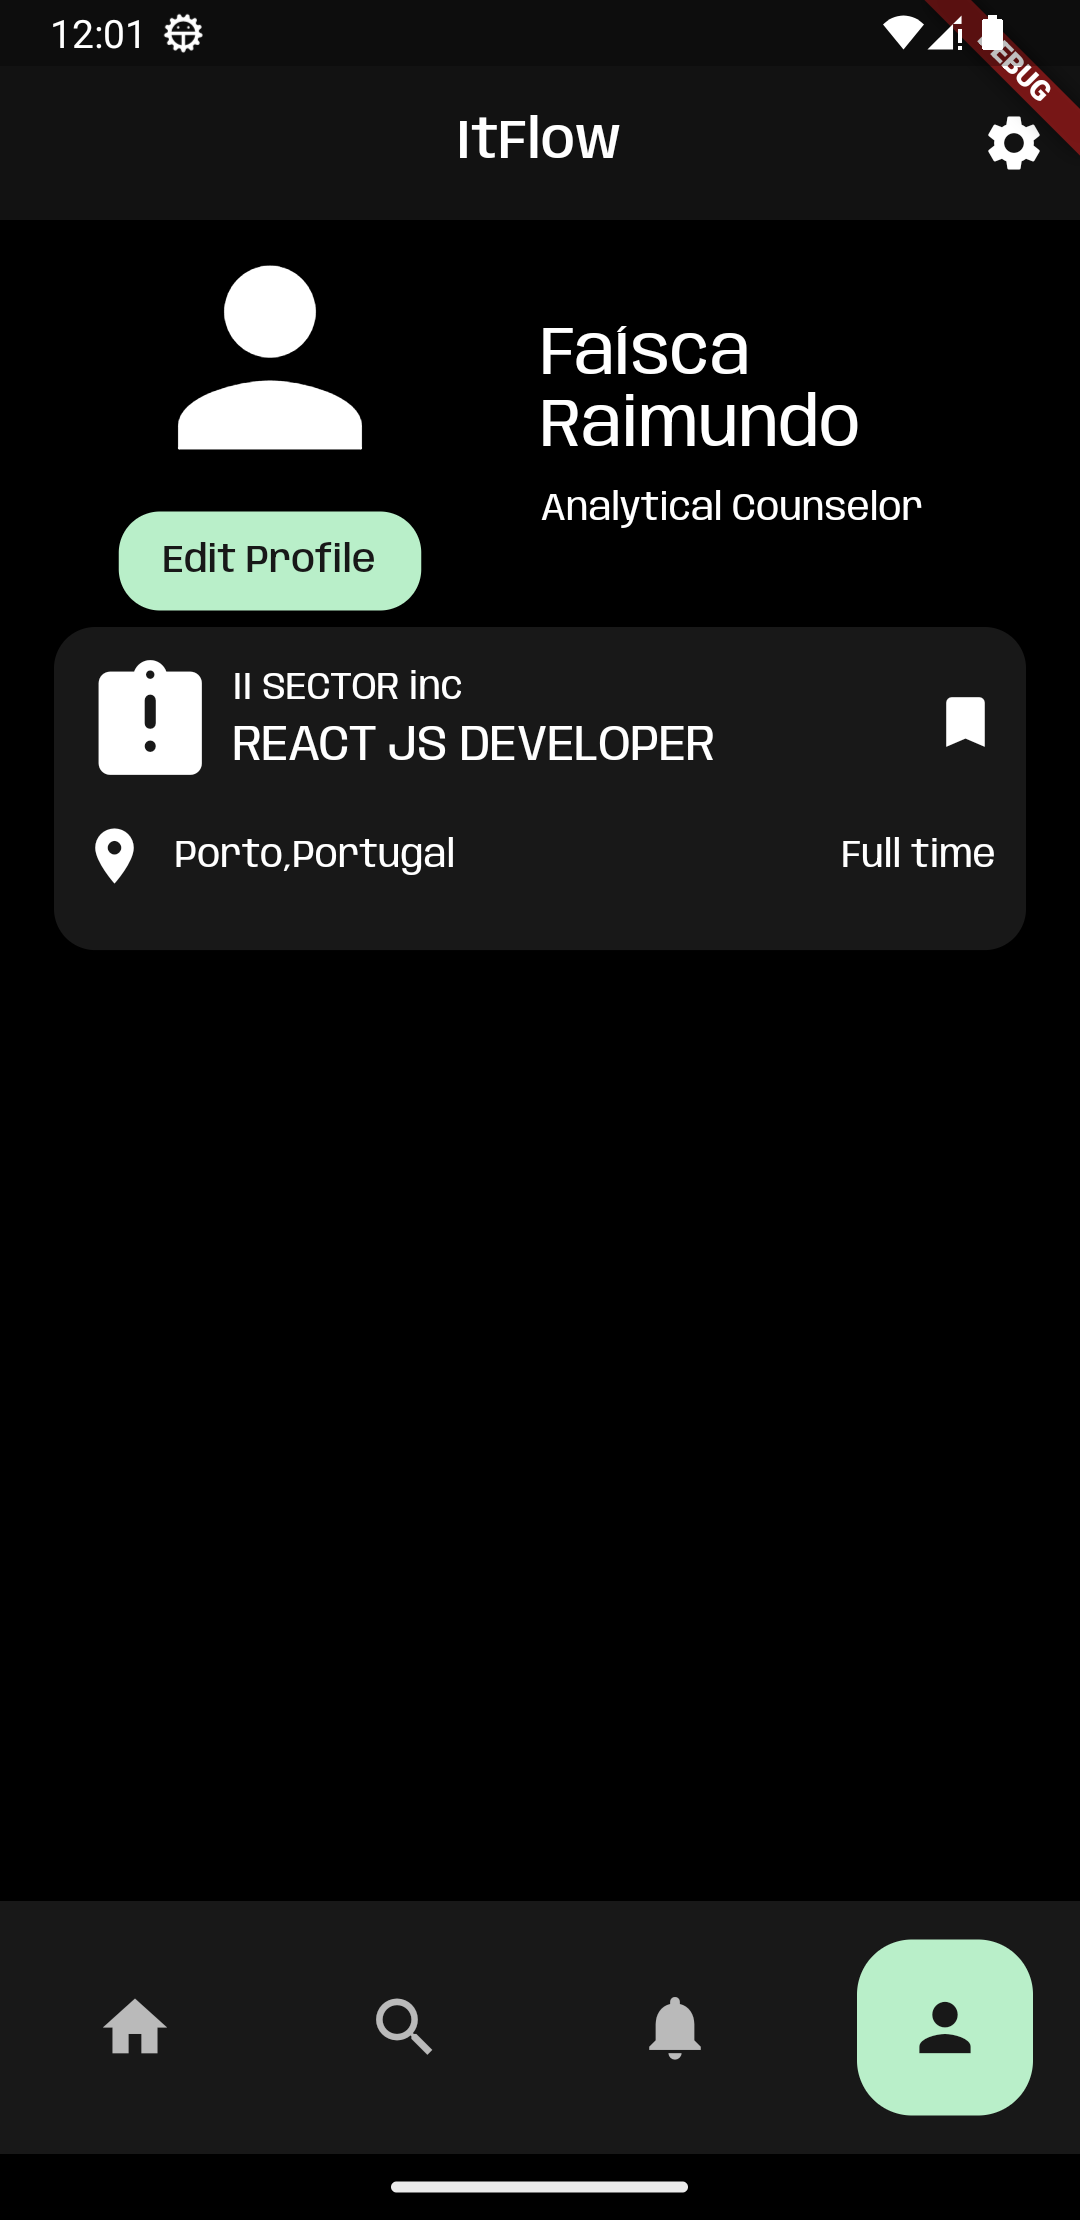 12:01
DEBUG
ItFlow
Faísca
Raimundo
Analytical Counselor
Edit Profile
II SECTOR inc
REACT JS DEVELOPER
Porto,Portugal
Full time